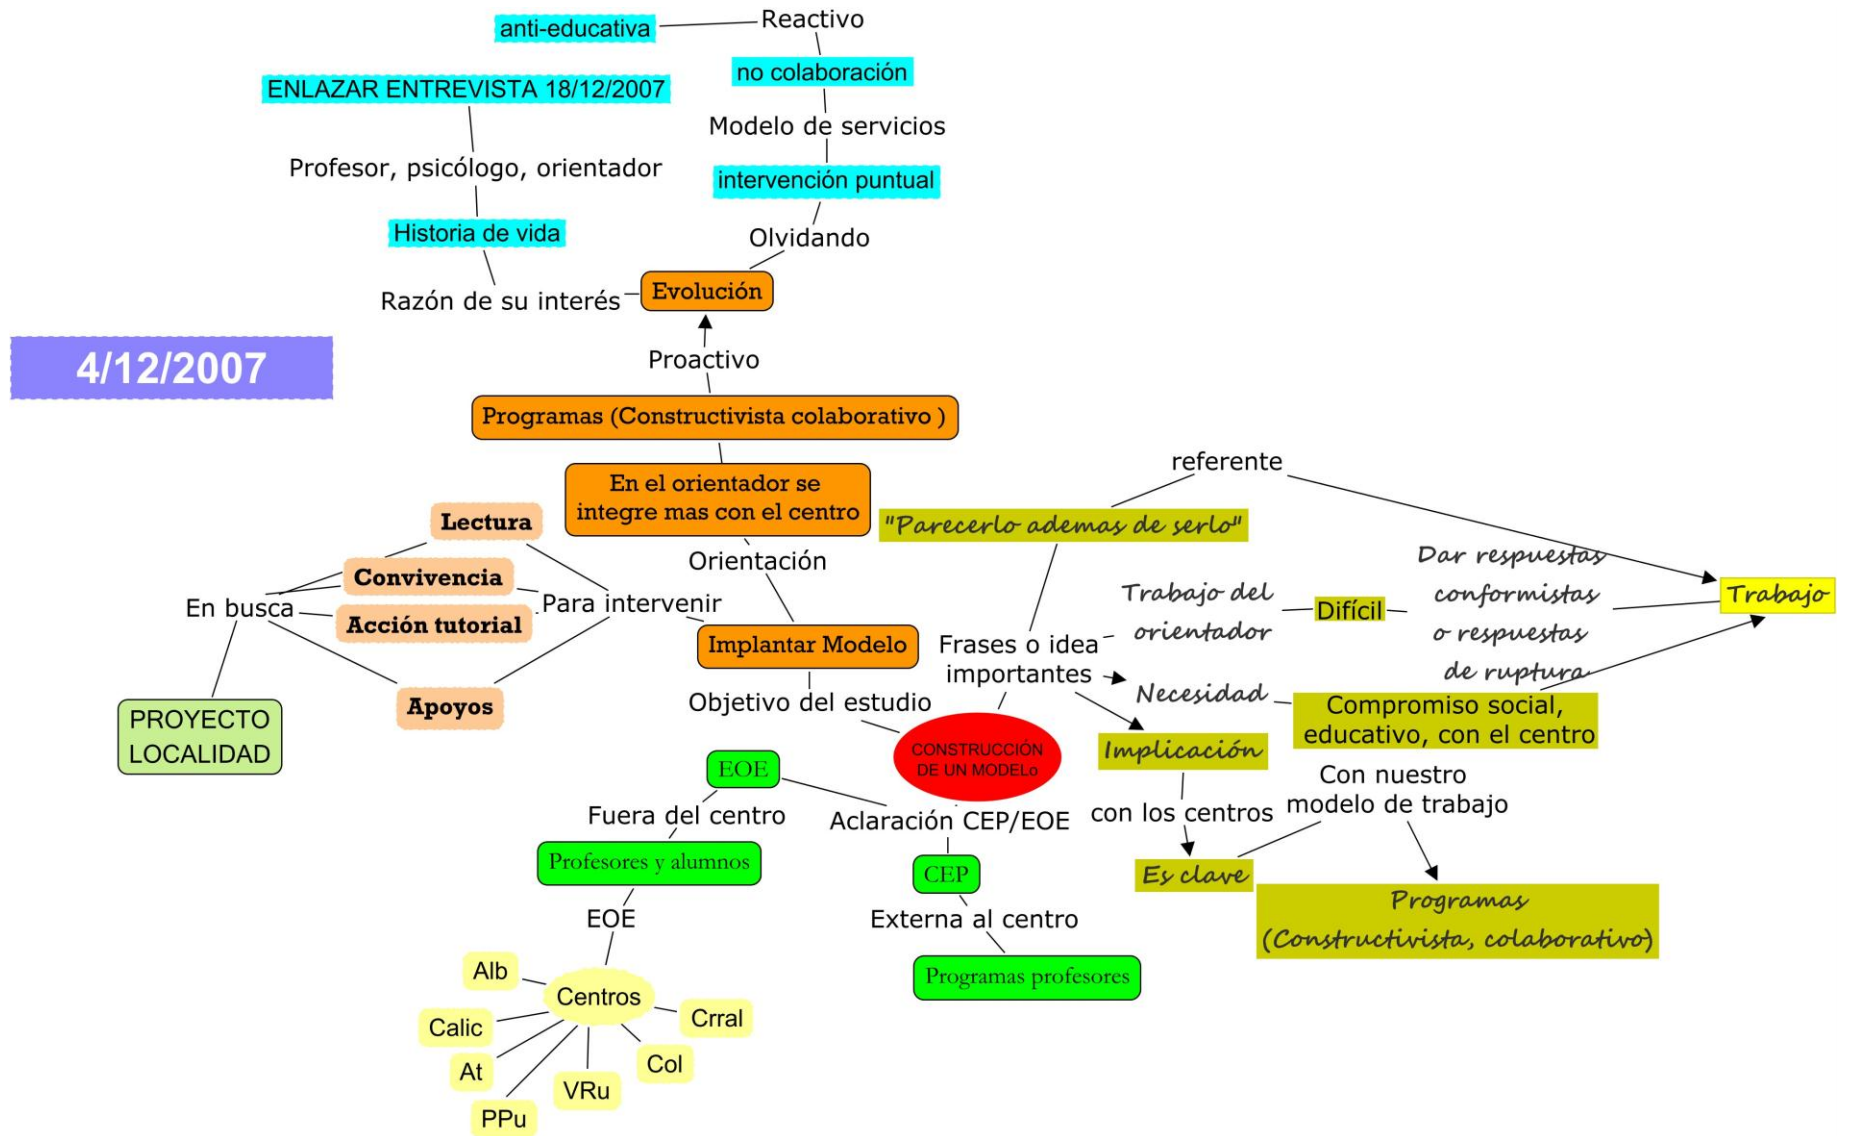 anti-educativa
Reactivo
no colaboración
ENLAZAR ENTREVISTA 18/12/2007
Modelo de servicios
Profesor, psicólogo, orientador
intervención puntual
Historia de vida
Olvidando
Razón de su interés
Evolución
4/12/2007
Proactivo
Programas (Constructivista colaborativo )
En el orientador se
integre mas con el centro
Orientación
Lectura
Convivencia
Acción tutorial
Apoyos
En busca
Para intervenir
PROYECTO
LOCALIDAD
Implantar Modelo
Objetivo del estudio
CONSTRUCCIÓN
DE UN MODELo
referente
"Parecerlo ademas de serlo"
Frases o idea
importantes
Trabajo del
orientador
Difícil
Dar respuestas
conformistas
o respuestas
de ruptura
Trabajo
Necesidad
Compromiso social,
educativo, con el centro
Implicación
con los centros
Es clave
Con nuestro
modelo de trabajo
Programas
(Constructivista, colaborativo)
EOE
Fuera del centro
Aclaración CEP/EOE
Profesores y alumnos
CEP
EOE
Externa al centro
Programas profesores
Centros
Alb
Calic
At
PPu
VRu
Col
Crral